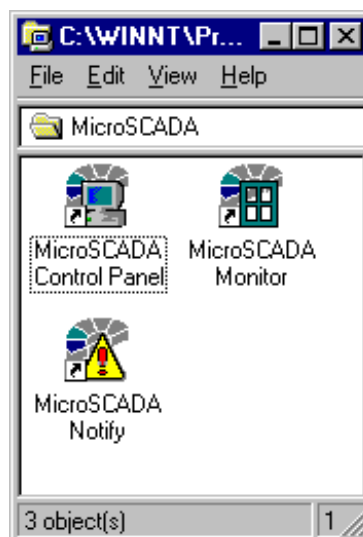 C:\WINNT\Pr...
File Edit View Help
MicroSCADA
MicroSCADA MicroSCADA
Control Panel Monitor
MicroSCADA
Notify
3 object(s) 1